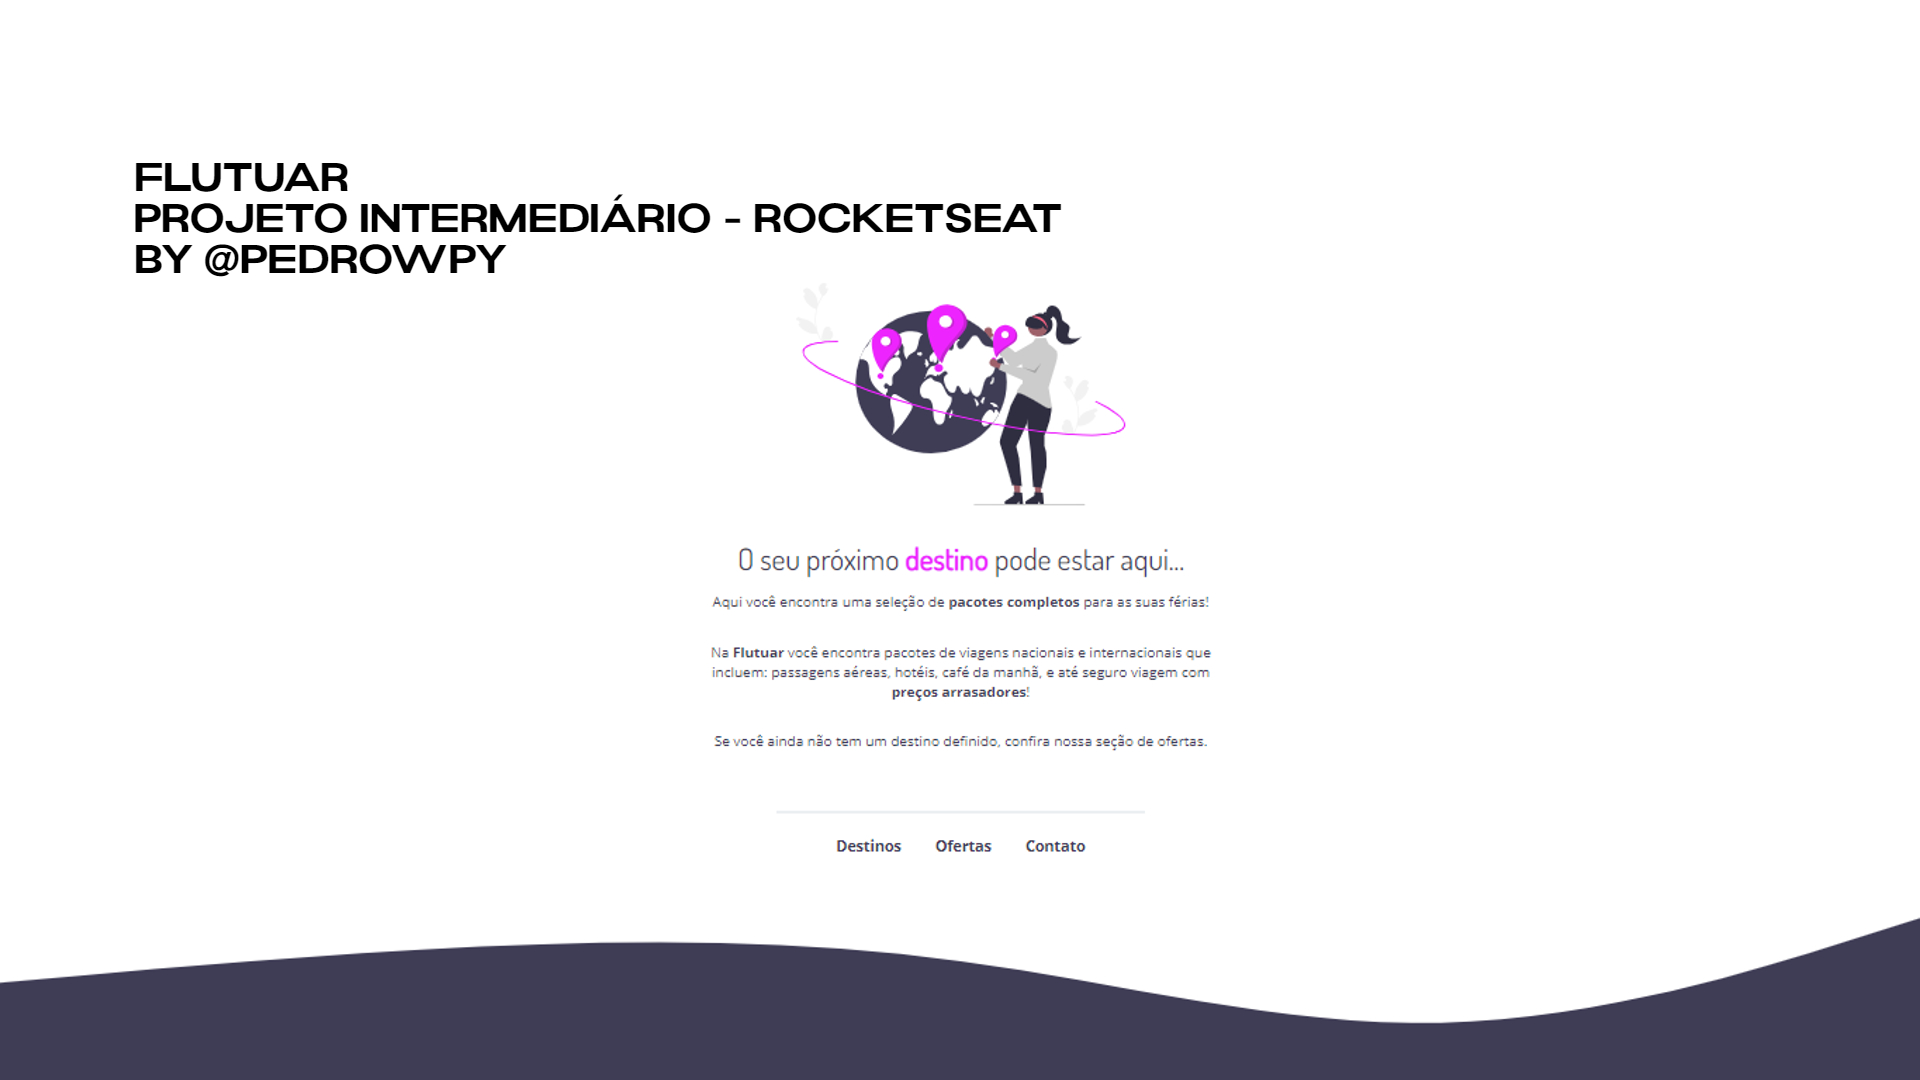 FLUTUAR
PROJETO INTERMEDIÁRIO - ROCKETSEAT
BY @PEDROWPY
O seu próximo destino pode estar aqui...
Aqui você encontra uma seleção de pacotes completos para as suas férias!
Na Flutuar você encontra pacotes de viagens nacionais e internacionais que
incluem: passagens aéreas, hotéis, café da manhã, e até seguro viagem com
preços arrasadores!
Se você ainda não tem um destino definido, confira nossa seção de ofertas.
Destinos Ofertas Contato